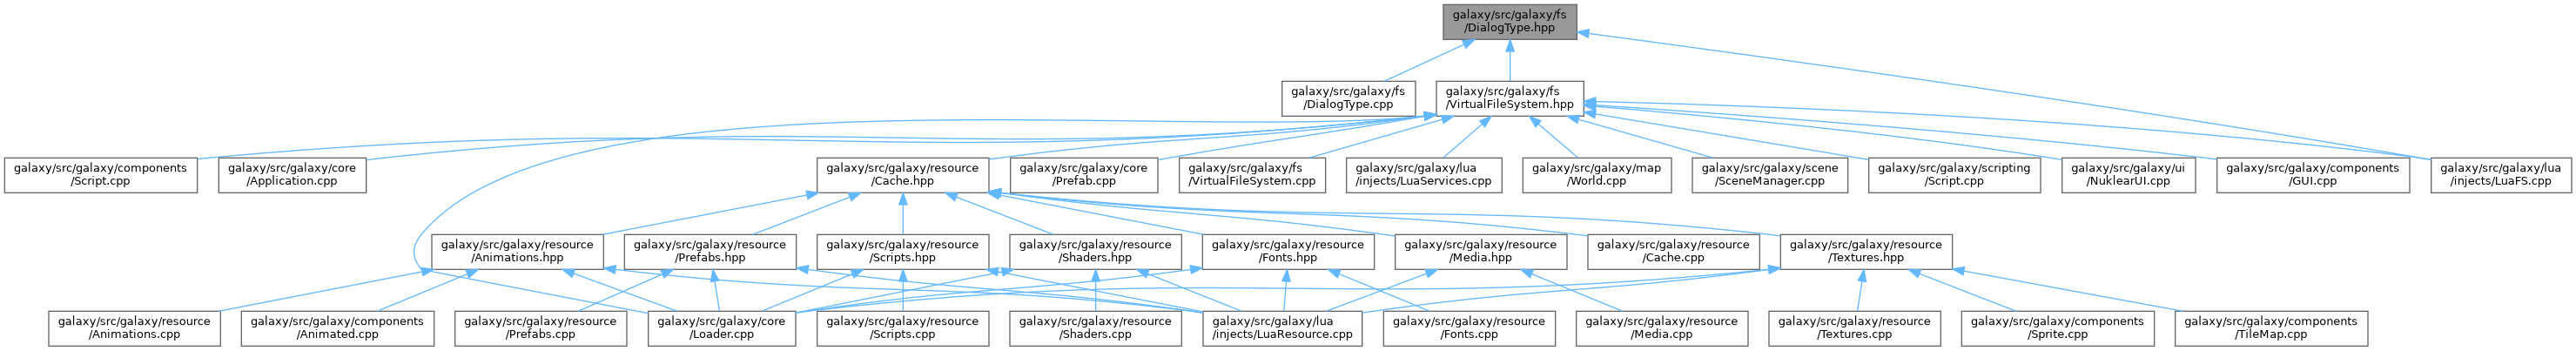 galaxy/src/galaxy/fs
/DialogType.hpp
galaxy/src/galaxy/fs
/DialogType.cpp
galaxy/src/galaxy/fs
/VirtualFileSystem.hpp
galaxy/src/galaxy/components
/Script.cpp
galaxy/src/galaxy/core
/Application.cpp
galaxy/src/galaxy/resource
/Cache.hpp
galaxy/src/galaxy/core
/Prefab.cpp
galaxy/src/galaxy/fs
/VirtualFileSystem.cpp
galaxy/src/galaxy/lua
/injects/LuaServices.cpp
galaxy/src/galaxy/map
/World.cpp
galaxy/src/galaxy/scene
/SceneManager.cpp
galaxy/src/galaxy/scripting
/Script.cpp
galaxy/src/galaxy/ui
/NuklearUI.cpp
galaxy/src/galaxy/components
/GUI.cpp
galaxy/src/galaxy/lua
/injects/LuaFS.cpp
galaxy/src/galaxy/resource
/Animations.hpp
galaxy/src/galaxy/resource
/Prefabs.hpp
galaxy/src/galaxy/resource
/Scripts.hpp
galaxy/src/galaxy/resource
/Shaders.hpp
galaxy/src/galaxy/resource
/Fonts.hpp
galaxy/src/galaxy/resource
/Media.hpp
galaxy/src/galaxy/resource
/Cache.cpp
galaxy/src/galaxy/resource
/Textures.hpp
galaxy/src/galaxy/resource
/Animations.cpp
galaxy/src/galaxy/components
/Animated.cpp
galaxy/src/galaxy/resource
/Prefabs.cpp
galaxy/src/galaxy/core
/Loader.cpp
galaxy/src/galaxy/resource
/Scripts.cpp
galaxy/src/galaxy/resource
/Shaders.cpp
galaxy/src/galaxy/lua
/injects/LuaResource.cpp
galaxy/src/galaxy/resource
/Fonts.cpp
galaxy/src/galaxy/resource
/Media.cpp
galaxy/src/galaxy/resource
/Textures.cpp
galaxy/src/galaxy/components
/Sprite.cpp
galaxy/src/galaxy/components
/TileMap.cpp